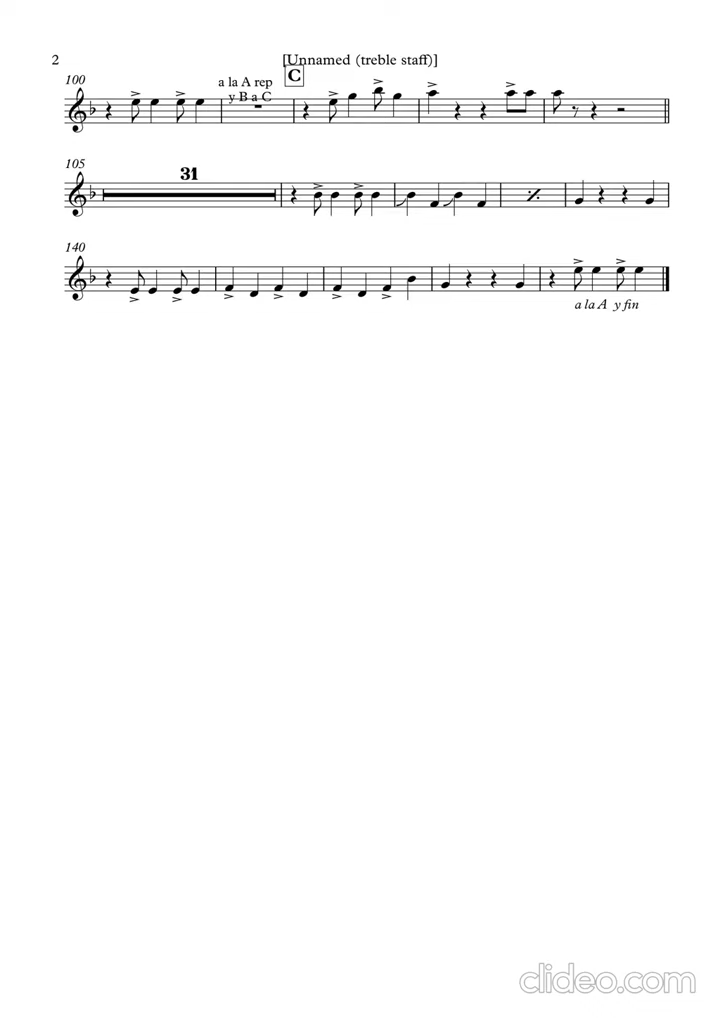 2
[Unnamed (treble staff)]
100
a la A rep
y B a C
C
105
31
140
a la A y fin
clideo.com